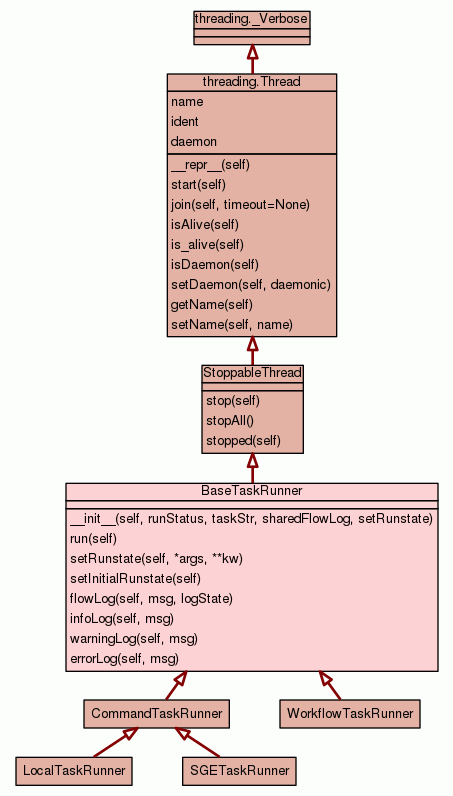 threading._Verbose
threading.Thread
name
ident
daemon
__repr__(self)
start(self)
join(self, timeout=None)
isAlive(self)
is_alive(self)
isDaemon(self)
setDaemon(self, daemonic)
getName(self)
setName(self, name)
StoppableThread
stop(self)
stopAll()
stopped(self)
BaseTaskRunner
__init__(self, runStatus, taskStr, sharedFlowLog, setRunstate)
run(self)
setRunstate(self, *args, **kw)
setInitialRunstate(self)
flowLog(self, msg, logState)
infoLog(self, msg)
warningLog(self, msg)
errorLog(self, msg)
CommandTaskRunner
WorkflowTaskRunner
LocalTaskRunner
SGETaskRunner